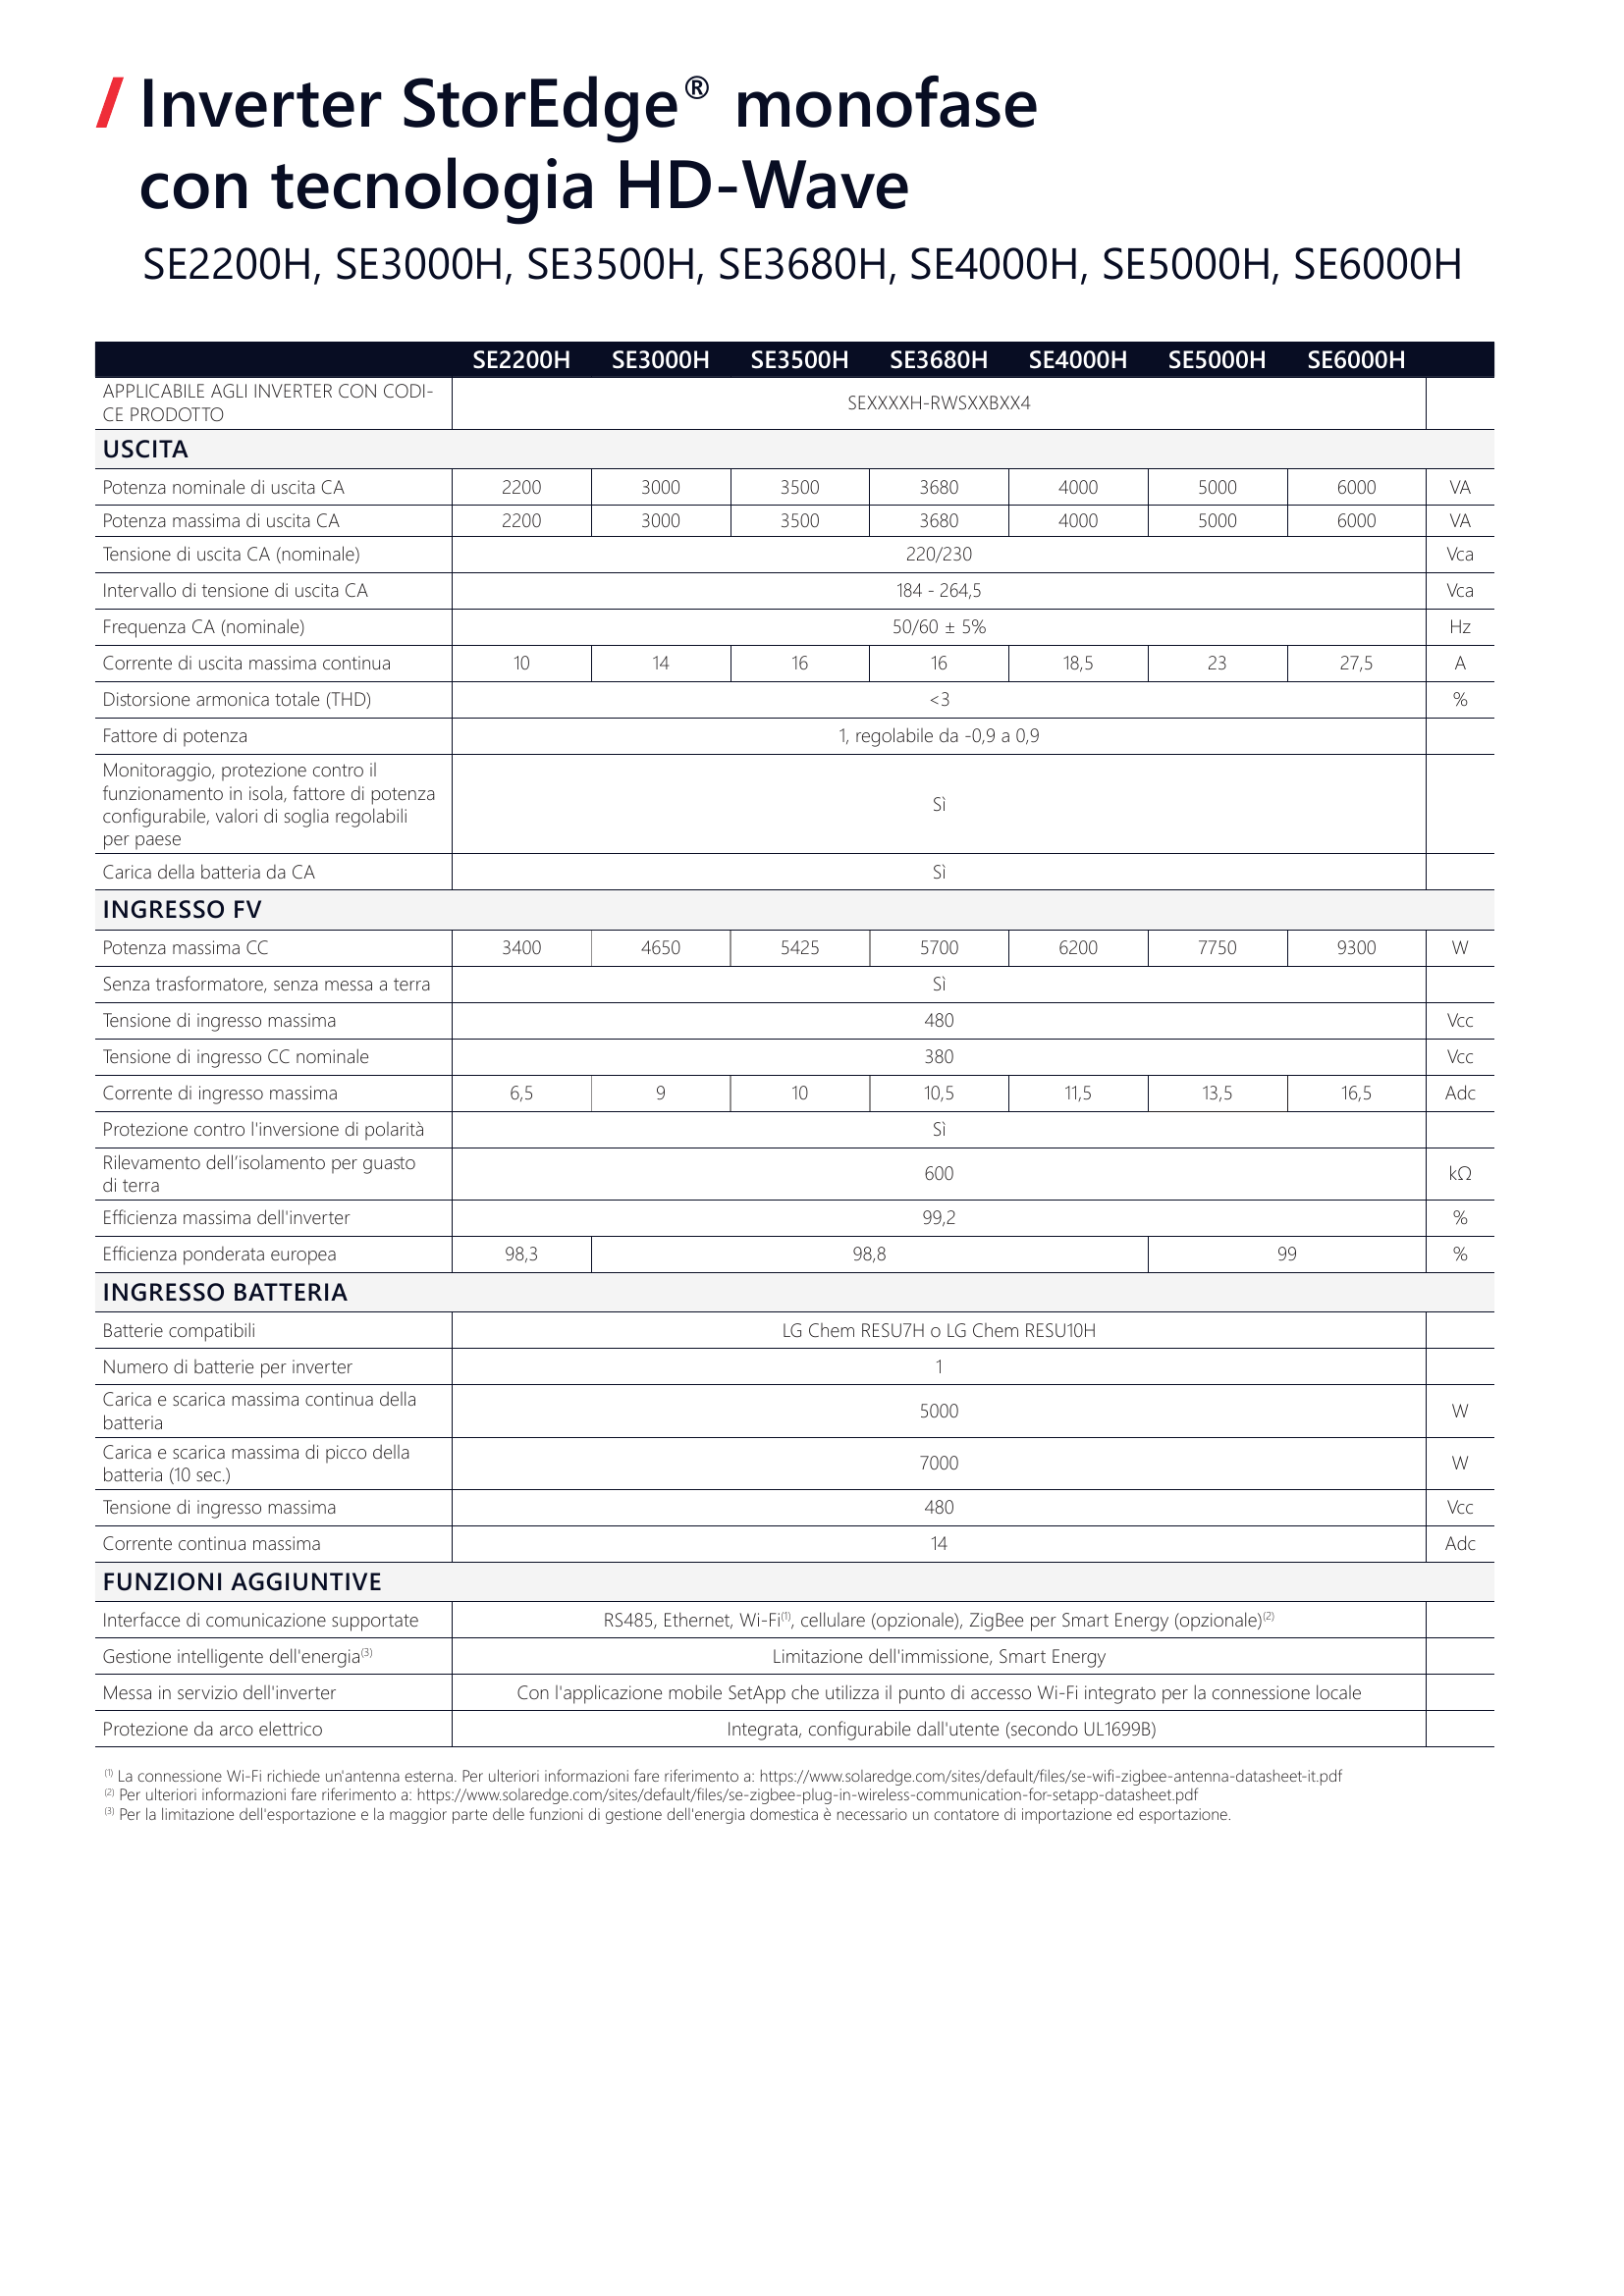 / Inverter StorEdge® monofase
con tecnologia HD-Wave
SE2200H, SE3000H, SE3500H, SE3680H, SE4000H, SE5000H, SE6000H
SE2200H SE3000H SE3500H SE3680H SE4000H SE5000H SE6000H
APPLICABILE AGLI INVERTER CON CODI-
CE PRODOTTO
SEXXXXH-RWSXXBXX4
USCITA
Potenza nominale di uscita CA 2200 3000 3500 3680 4000 5000 6000 VA
Potenza massima di uscita CA 2200 3000 3500 3680 4000 5000 6000 VA
Tensione di uscita CA (nominale) 220/230 Vca
Intervallo di tensione di uscita CA 184 - 264,5 Vca
Frequenza CA (nominale) 50/60 ± 5% Hz
Corrente di uscita massima continua 10 14 16 16 18,5 23 27,5 A
Distorsione armonica totale (THD) <3 %
Fattore di potenza 1, regolabile da -0,9 a 0,9
Monitoraggio, protezione contro il
funzionamento in isola, fattore di potenza
configurabile, valori di soglia regolabili
per paese
Sì
Carica della batteria da CA Sì
INGRESSO FV
Potenza massima CC 3400 4650 5425 5700 6200 7750 9300 W
Senza trasformatore, senza messa a terra Sì
Tensione di ingresso massima 480 Vcc
Tensione di ingresso CC nominale 380 Vcc
Corrente di ingresso massima 6,5 9 10 10,5 11,5 13,5 16,5 Adc
Protezione contro l'inversione di polarità Sì
Rilevamento dell'isolamento per guasto
di terra
600 kΩ
Efficienza massima dell'inverter 99,2 %
Efficienza ponderata europea 98,3 98,8 99 %
INGRESSO BATTERIA
Batterie compatibili LG Chem RESU7H o LG Chem RESU10H
Numero di batterie per inverter 1
Carica e scarica massima continua della
batteria
5000 W
Carica e scarica massima di picco della
batteria (10 sec.)
7000 W
Tensione di ingresso massima 480 Vcc
Corrente continua massima 14 Adc
FUNZIONI AGGIUNTIVE
Interfacce di comunicazione supportate RS485, Ethernet, Wi-Fi(1), cellulare (opzionale), ZigBee per Smart Energy (opzionale)(2)
Gestione intelligente dell'energia(3) Limitazione dell'immissione, Smart Energy
Messa in servizio dell'inverter Con l'applicazione mobile SetApp che utilizza il punto di accesso Wi-Fi integrato per la connessione locale
Protezione da arco elettrico Integrata, configurabile dall'utente (secondo UL1699B)
(1) La connessione Wi-Fi richiede un'antenna esterna. Per ulteriori informazioni fare riferimento a: https://www.solaredge.com/sites/default/files/se-wifi-zigbee-antenna-datasheet-it.pdf
(2) Per ulteriori informazioni fare riferimento a: https://www.solaredge.com/sites/default/files/se-zigbee-plug-in-wireless-communication-for-setapp-datasheet.pdf
(3) Per la limitazione dell'esportazione e la maggior parte delle funzioni di gestione dell'energia domestica è necessario un contatore di importazione ed esportazione.